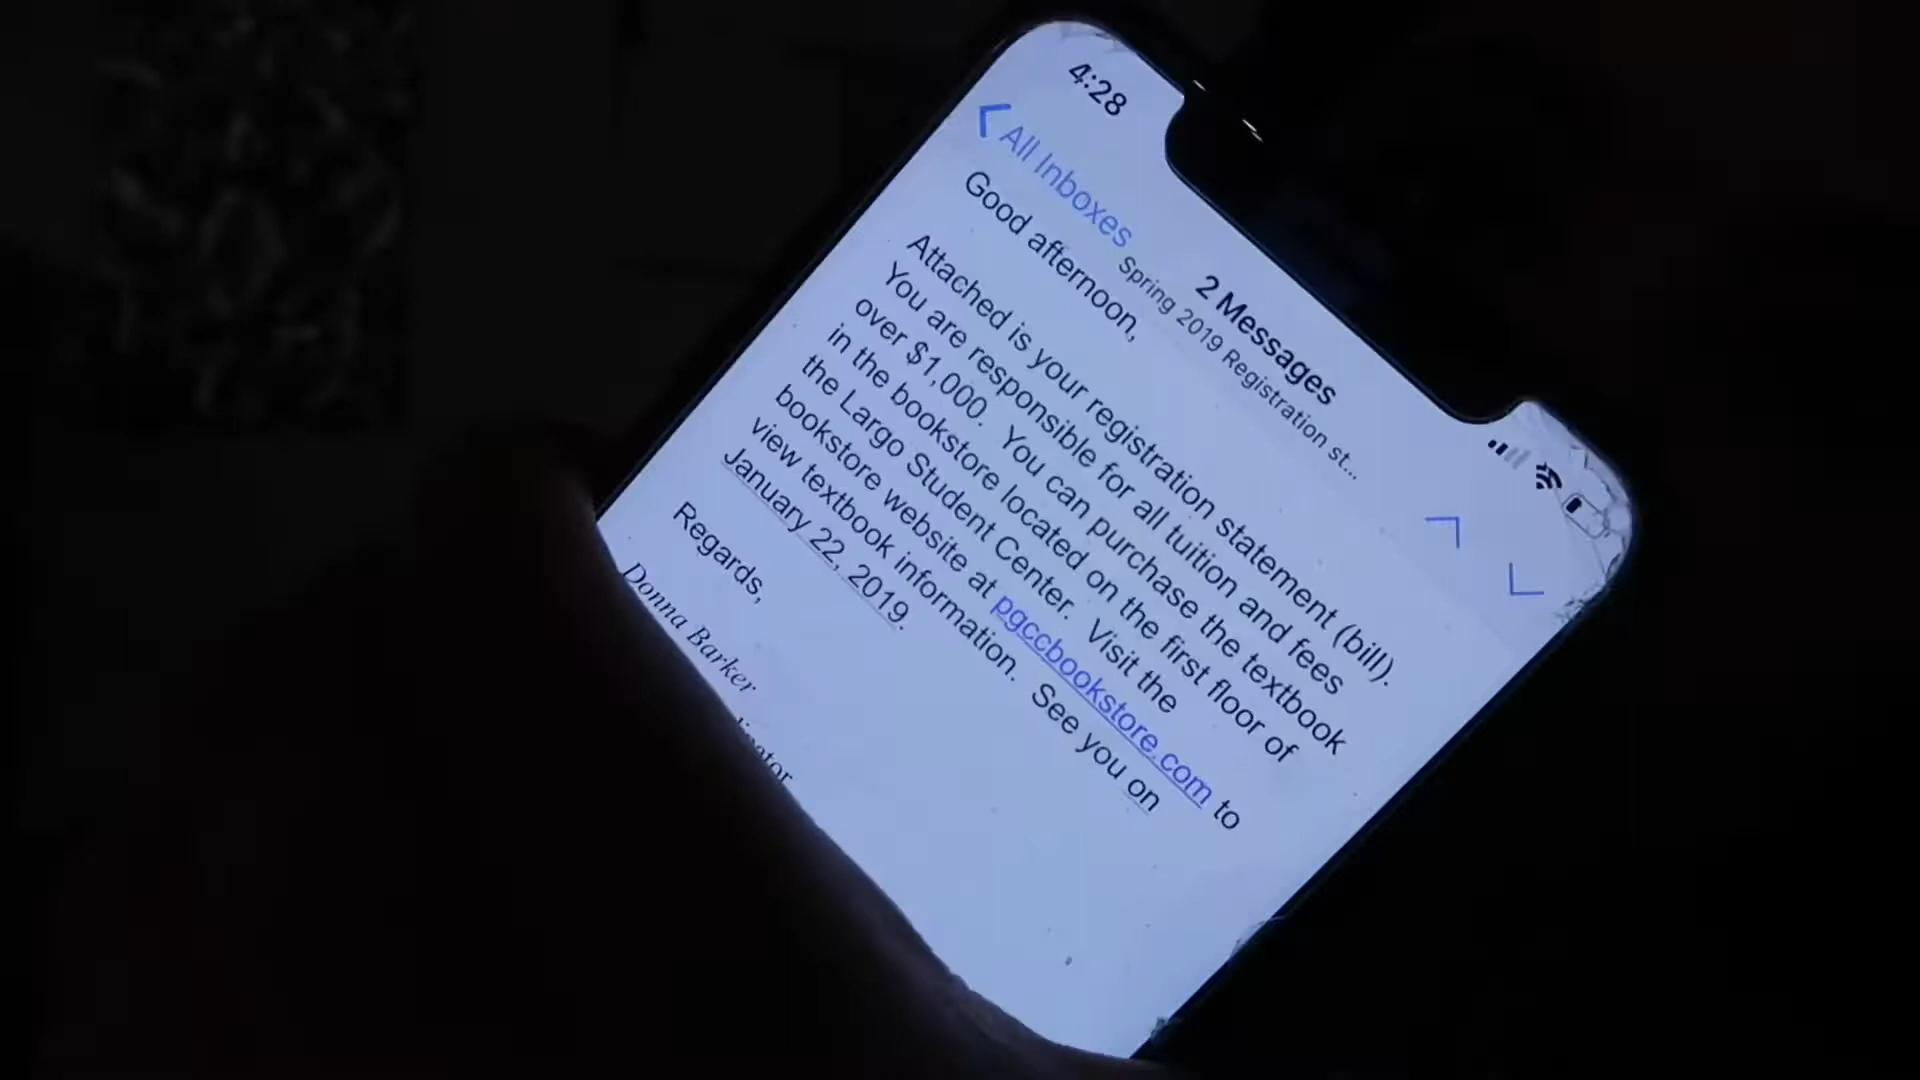 4:28
All Inboxes
2 Messages
Spring 2019 Registration st...
Good afternoon,
Attached is your registration statement (bill).
You are responsible for all tuition and fees
over $1,000. You can purchase the textbook
in the bookstore located on the first floor of
the Largo Student Center. Visit the
bookstore website at pgccbookstore.com to
view textbook information. See you on
January 22, 2019.
Regards,
Donna Barker